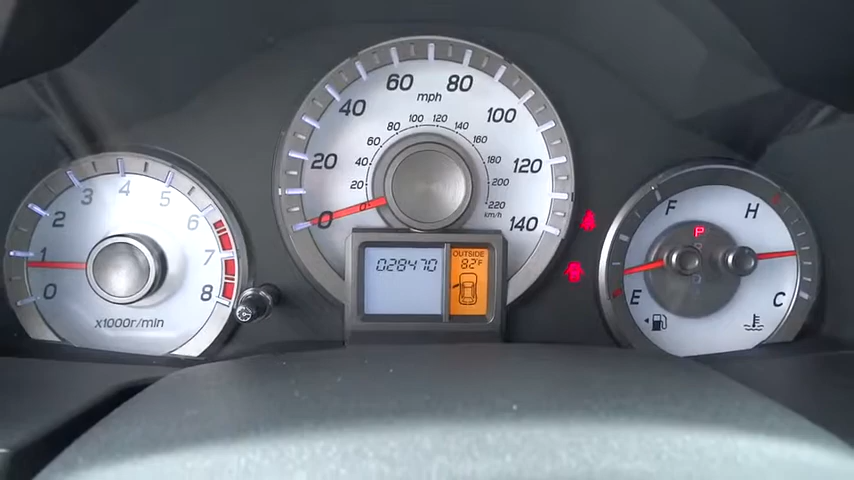 0 1 2 3 4 5 6 7 8
x1000r/min
0 20 40 60 80 100 120 140
mph
0 20 40 60 80 100 120 140 160 180 200 220
km/h
028470
OUTSIDE
82°F
F
E
P
H
C